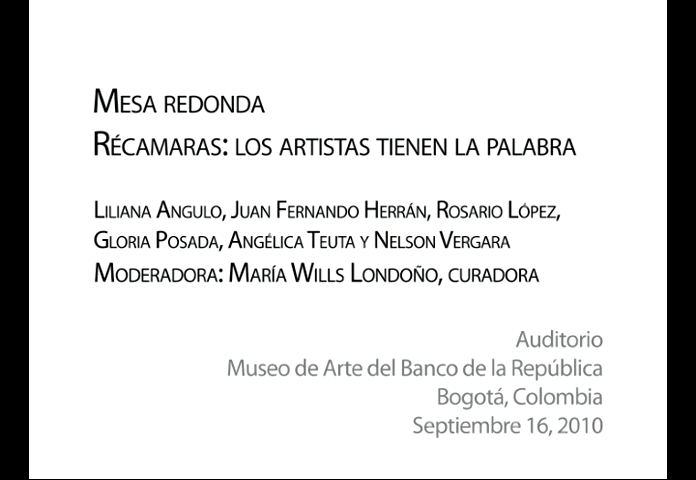 Mesa redonda
Récamaras: los artistas tienen la palabra
Liliana Angulo, Juan Fernando Herrán, Rosario López,
Gloria Posada, Angélica Teuta y Nelson Vergara
Moderadora: María Wills Londoño, curadora
Auditorio
Museo de Arte del Banco de la República
Bogotá, Colombia
Septiembre 16, 2010